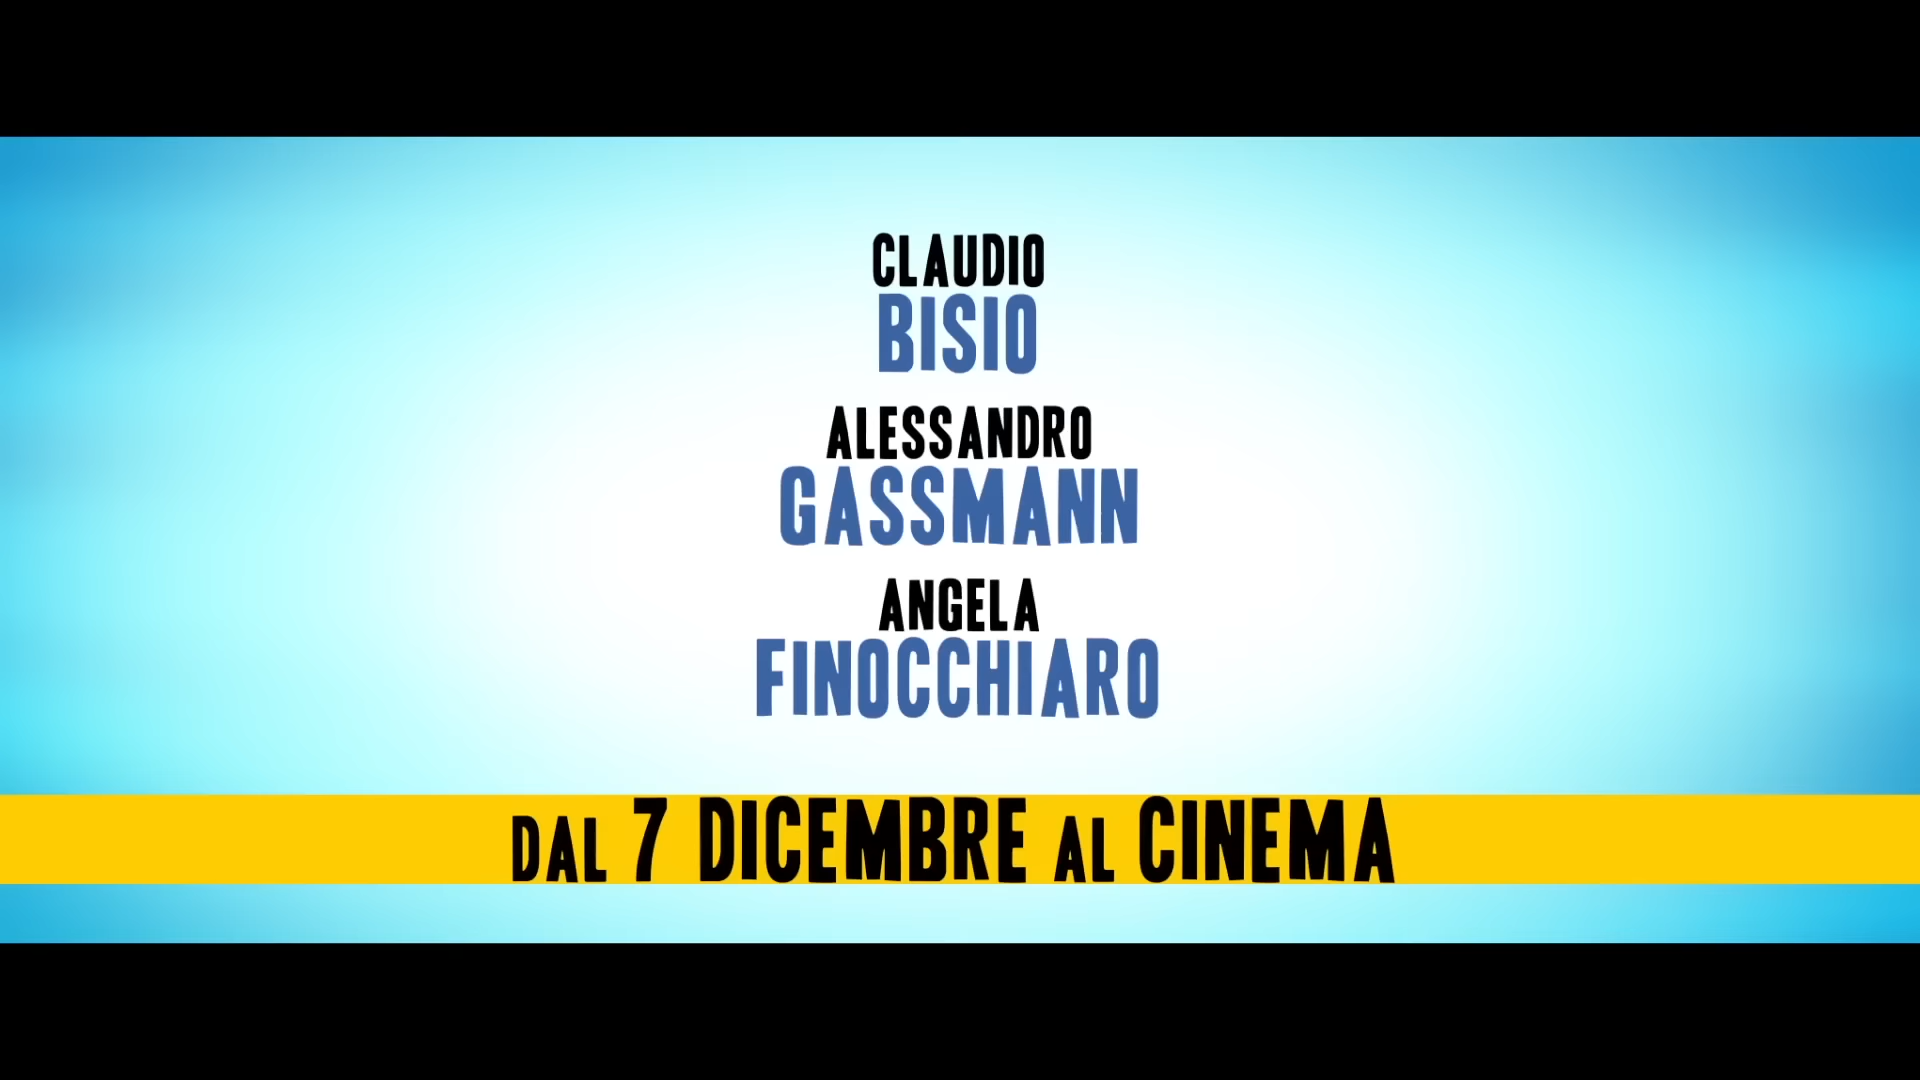 CLAUDIO
BISIO
ALESSANDRO
GASSMANN
ANGELA
FINOCCHIARO
DAL 7 DICEMBRE AL CINEMA